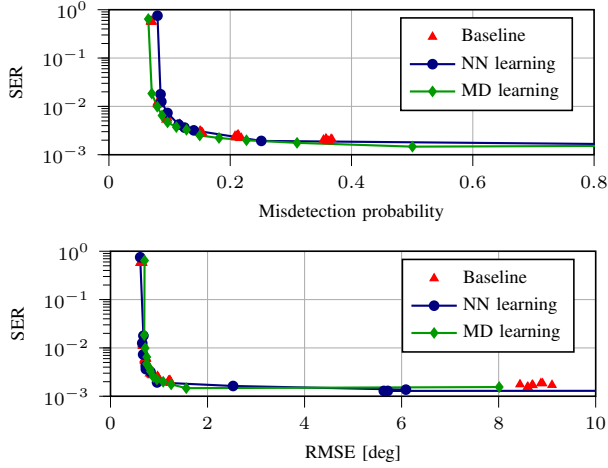 10^0
10^{-1}
10^{-2}
10^{-3}
SER
Baseline
NN learning
MD learning
0 0.2 0.4 0.6 0.8
Misdetection probability
10^0
10^{-1}
10^{-2}
10^{-3}
SER
Baseline
NN learning
MD learning
0 2 4 6 8 10
RMSE [deg]